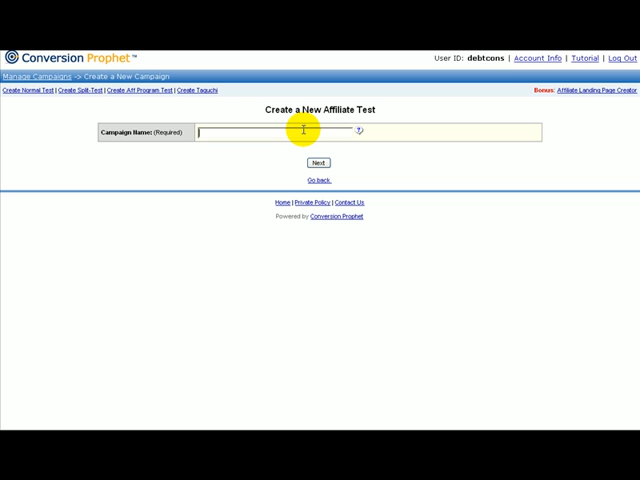 Conversion Prophet™
User ID: debtcons | Account Info | Tutorial | Log Out
Manage Campaigns -> Create a New Campaign
Create Normal Test | Create Split-Test | Create Aff Program Test | Create Taguchi
Bonus: Affiliate Landing Page Creator
Create a New Affiliate Test
Campaign Name: (Required)
?
Next
Go back.
Home | Private Policy | Contact Us
Powered by Conversion Prophet